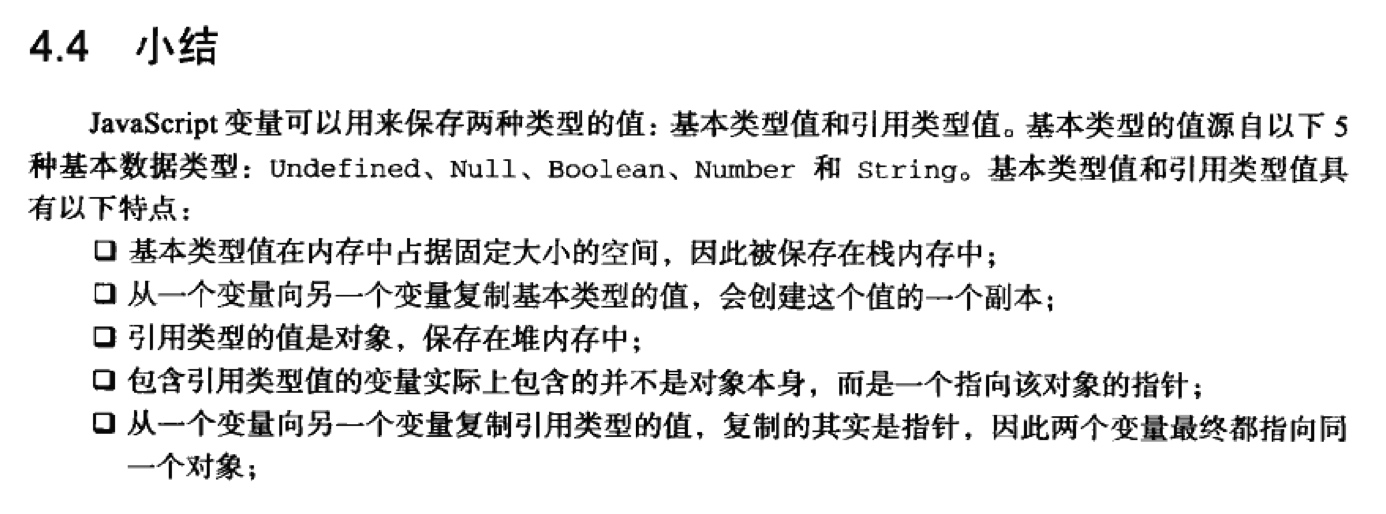 4.4 小结
JavaScript 变量可以用来保存两种类型的值：基本类型值和引用类型值。基本类型的值源自以下 5
种基本数据类型：Undefined、Null、Boolean、Number 和 String。基本类型值和引用类型值具
有以下特点：
❑ 基本类型值在内存中占据固定大小的空间，因此被保存在栈内存中；
❑ 从一个变量向另一个变量复制基本类型的值，会创建这个值的一个副本；
❑ 引用类型的值是对象，保存在堆内存中；
❑ 包含引用类型值的变量实际上包含的并不是对象本身，而是一个指向该对象的指针；
❑ 从一个变量向另一个变量复制引用类型的值，复制的其实是指针，因此两个变量最终都指向同
一个对象；